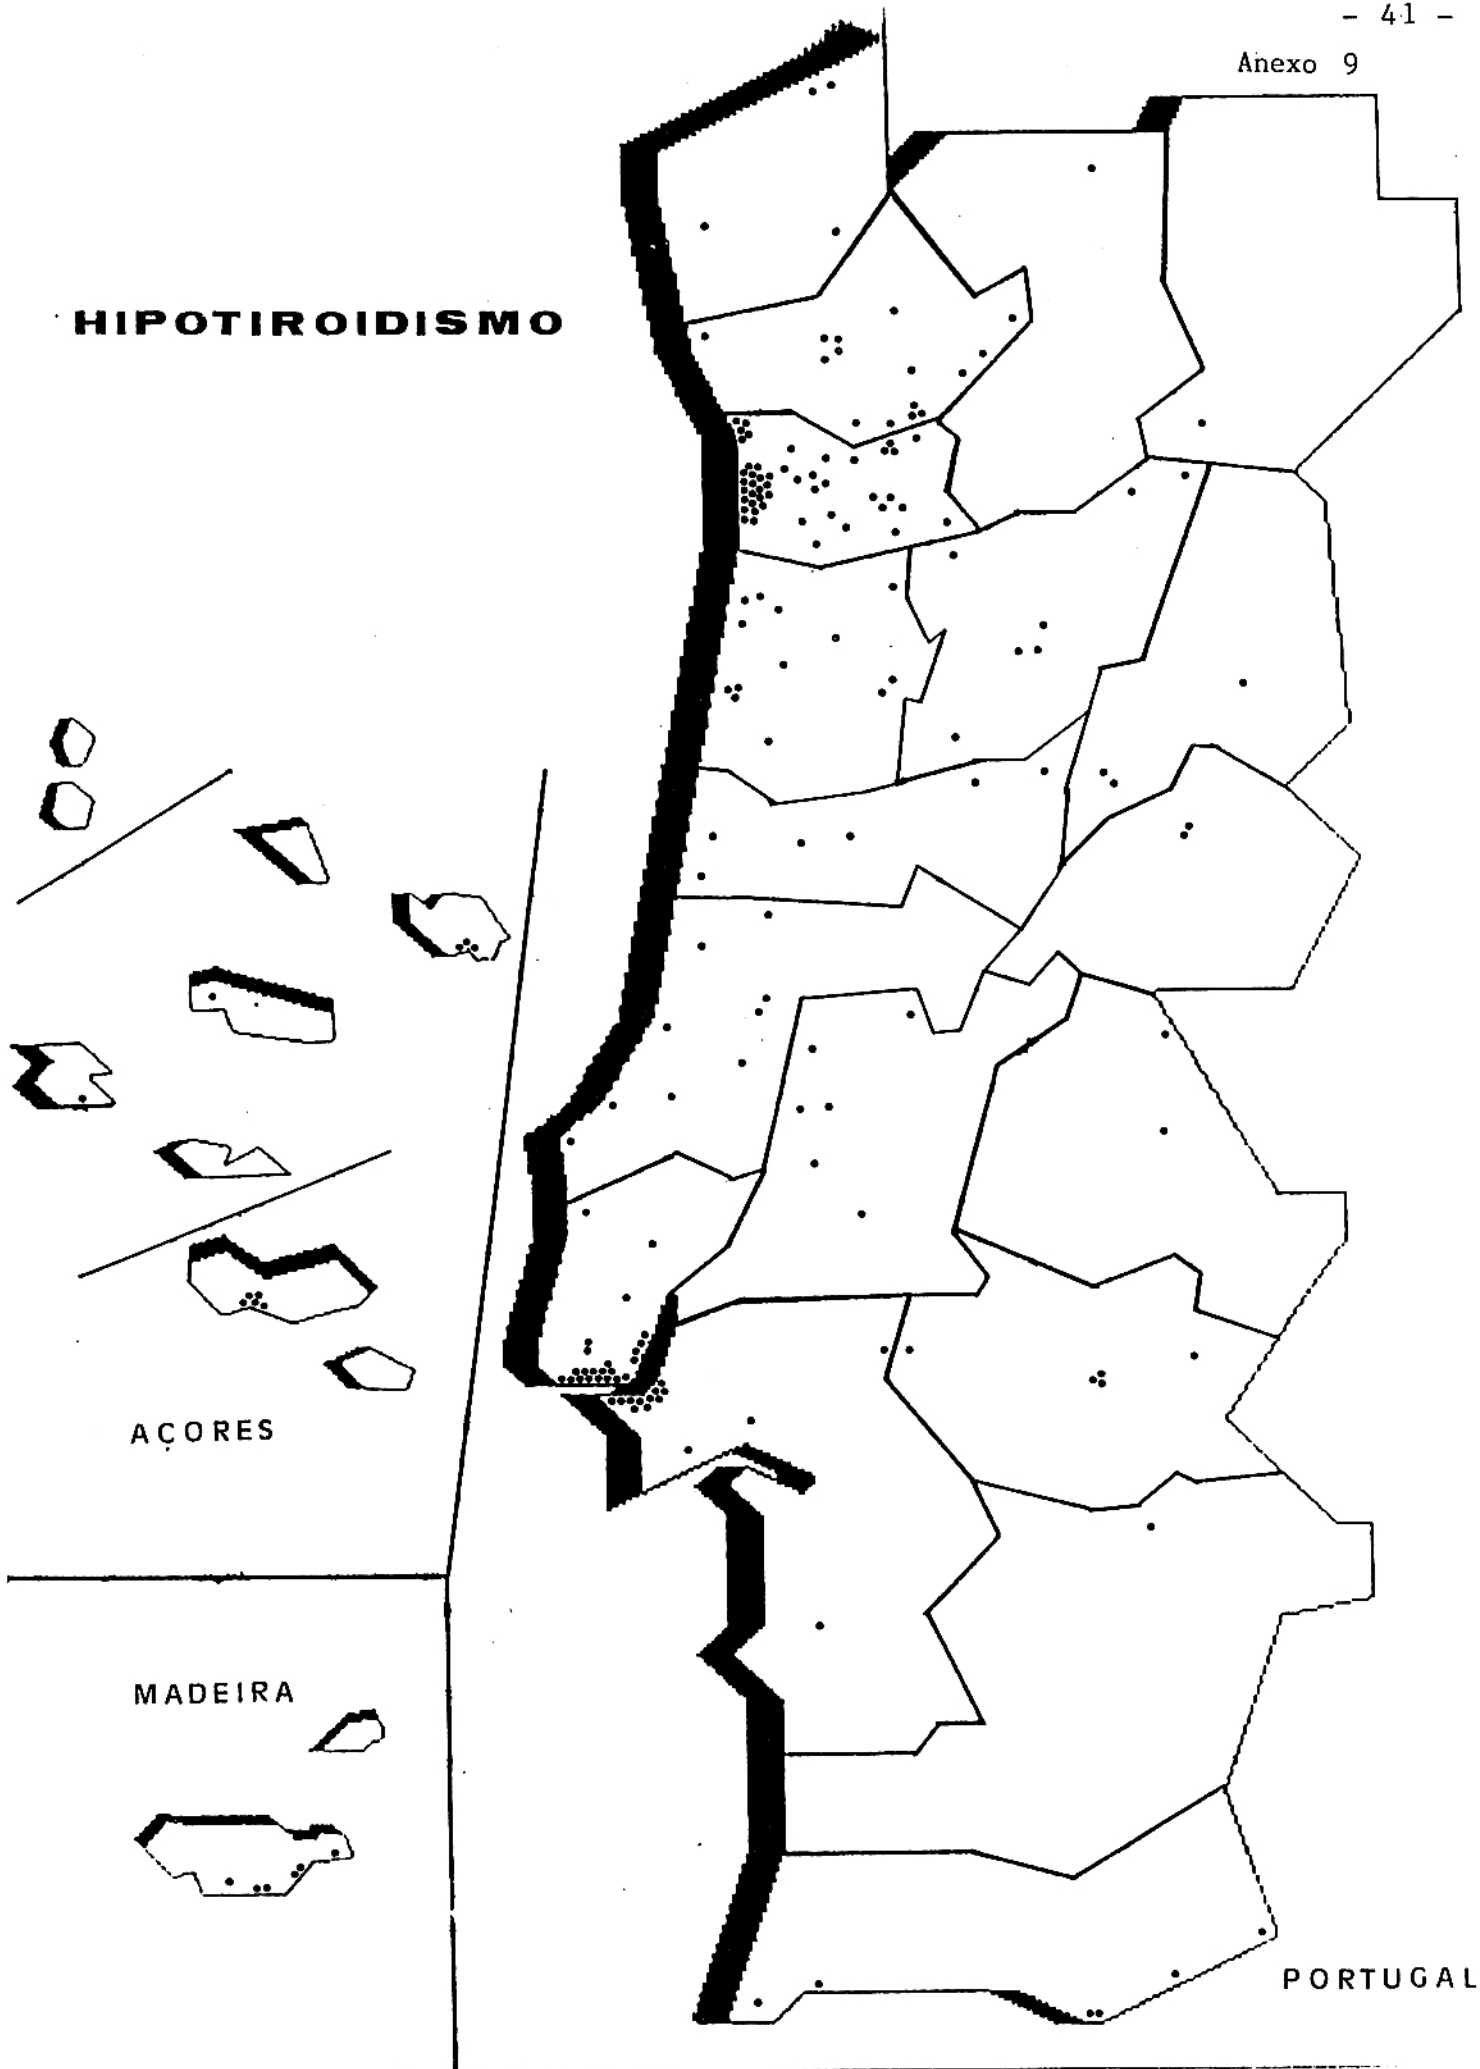 - 41 -
Anexo 9
HIPOTIROIDISMO
AÇORES
MADEIRA
PORTUGAL